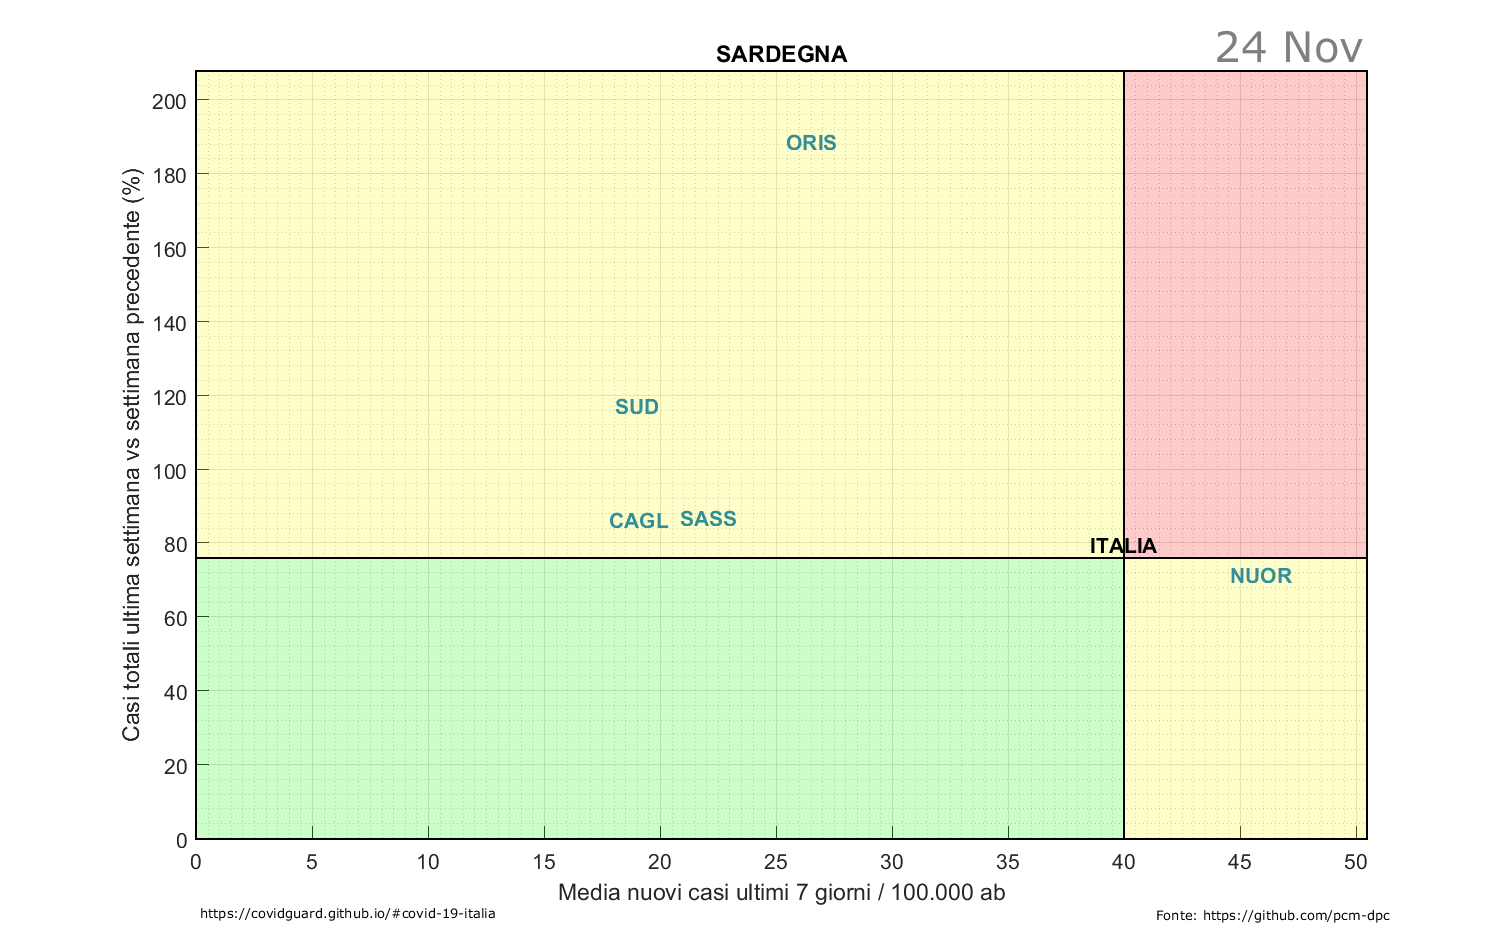 24 Nov
SARDEGNA
Casi totali ultima settimana vs settimana precedente (%)
200
180
160
140
120
100
80
60
40
20
0
ORIS
SUD
CAGL
SASS
ITALIA
NUOR
0 5 10 15 20 25 30 35 40 45 50
Media nuovi casi ultimi 7 giorni / 100.000 ab
https://covidguard.github.io/#covid-19-italia
Fonte: https://github.com/pcm-dpc